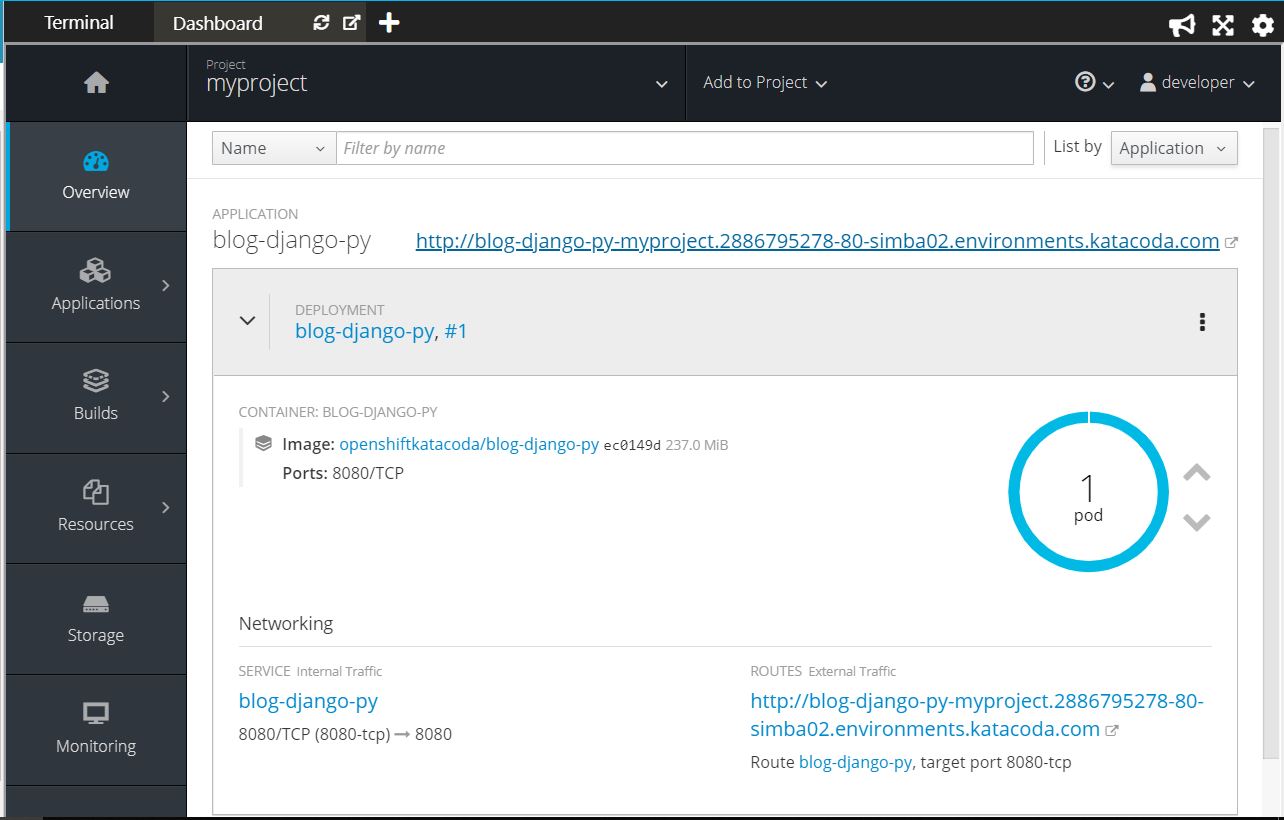 Terminal
Dashboard
Project
myproject
Add to Project
developer
Overview
Applications
Builds
Resources
Storage
Monitoring
Name
Filter by name
List by
Application
APPLICATION
blog-django-py
http://blog-django-py-myproject.2886795278-80-simba02.environments.katacoda.com
DEPLOYMENT
blog-django-py, #1
CONTAINER: BLOG-DJANGO-PY
Image: openshiftkatacoda/blog-django-py ec0149d 237.0 MiB
Ports: 8080/TCP
1
pod
Networking
SERVICE Internal Traffic
blog-django-py
8080/TCP (8080-tcp) → 8080
ROUTES External Traffic
http://blog-django-py-myproject.2886795278-80-
simba02.environments.katacoda.com
Route blog-django-py, target port 8080-tcp